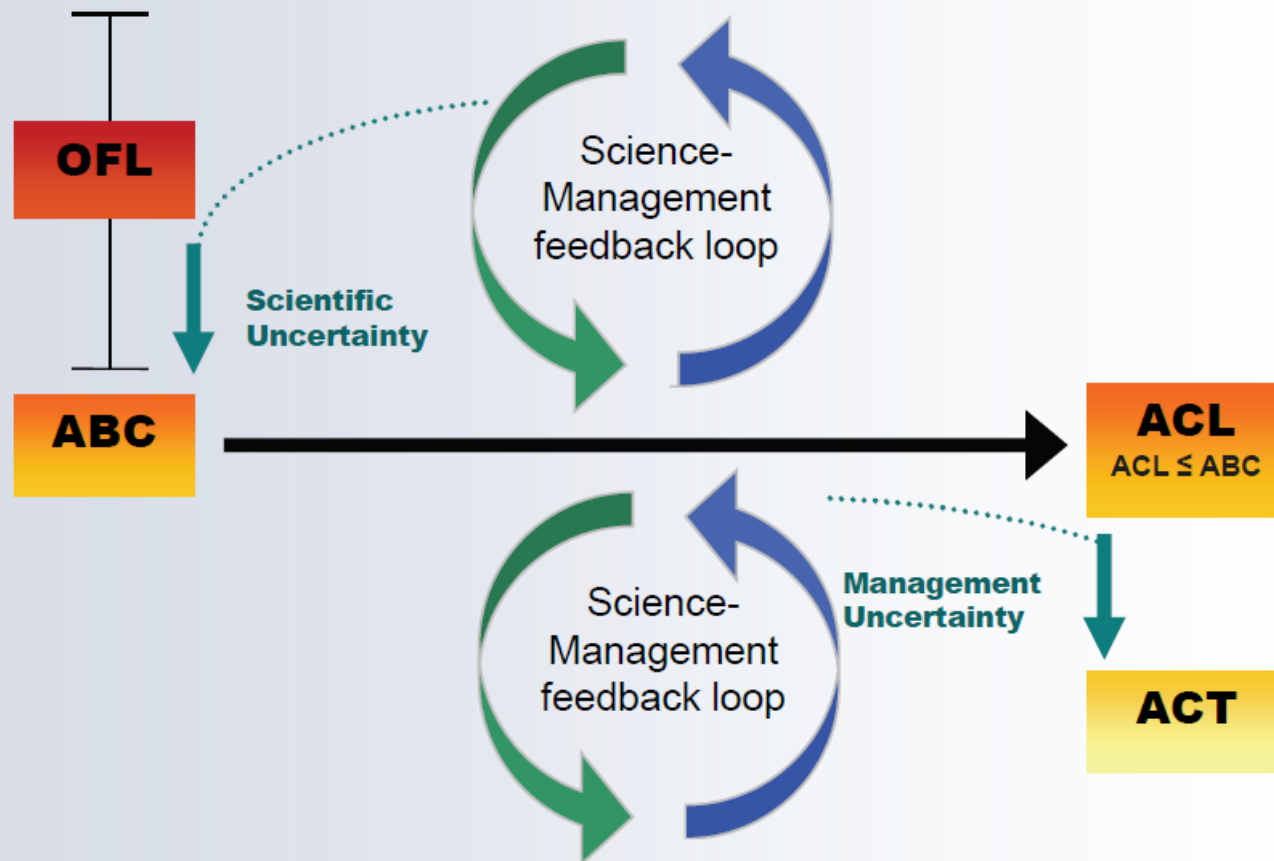 OFL
Science-
Management
feedback loop
Scientific
Uncertainty
ABC
ACL
ACL ≤ ABC
Science-
Management
feedback loop
Management
Uncertainty
ACT